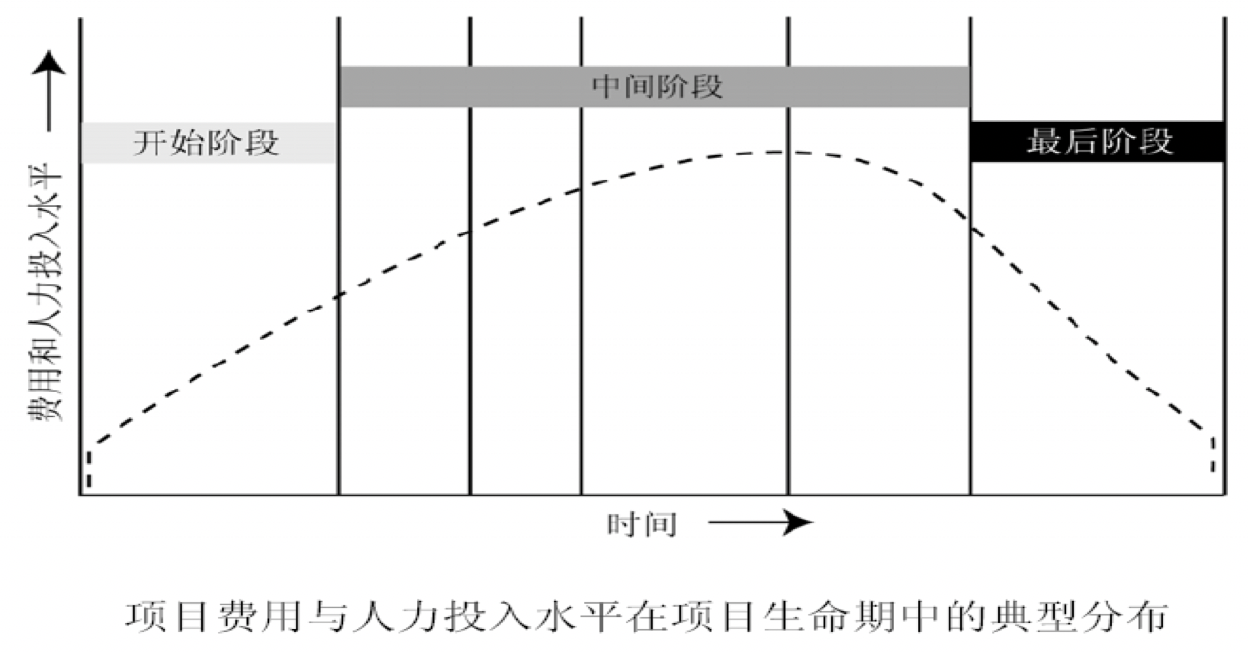 中间阶段
开始阶段
最后阶段
费用和人力投入水平
时间
项目费用与人力投入水平在项目生命期中的典型分布